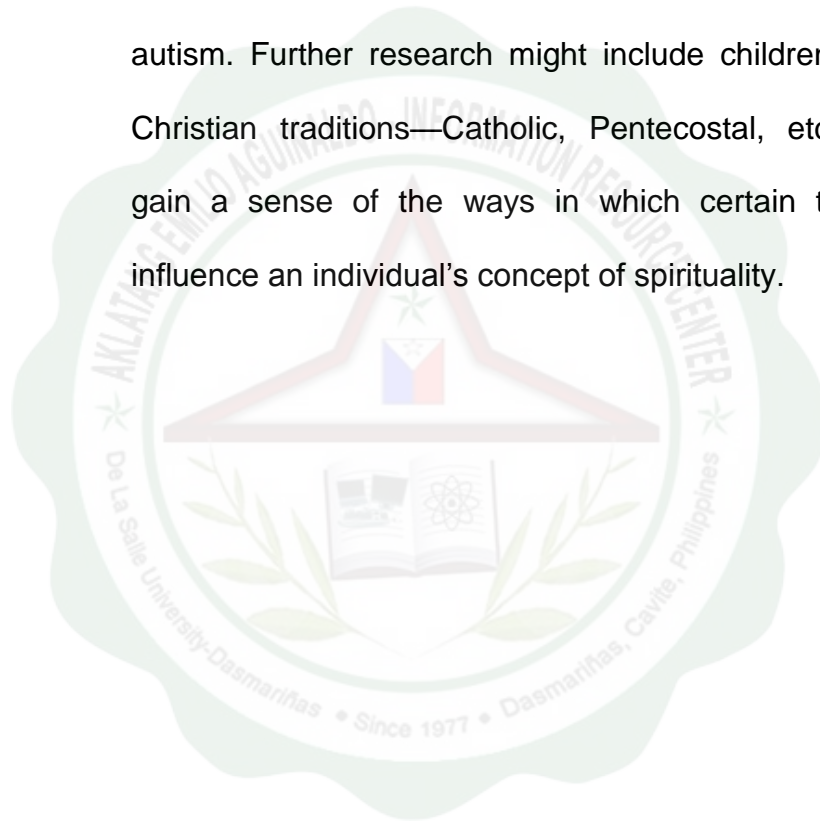 autism. Further research might include children
Christian traditions—Catholic, Pentecostal, etc
gain a sense of the ways in which certain t
influence an individual’s concept of spirituality.
AKLATANG EMILIO AGUINALDO - INFORMATION RESOURCE CENTER
De La Salle University-Dasmariñas • Since 1977 • Dasmariñas, Cavite, Philippines